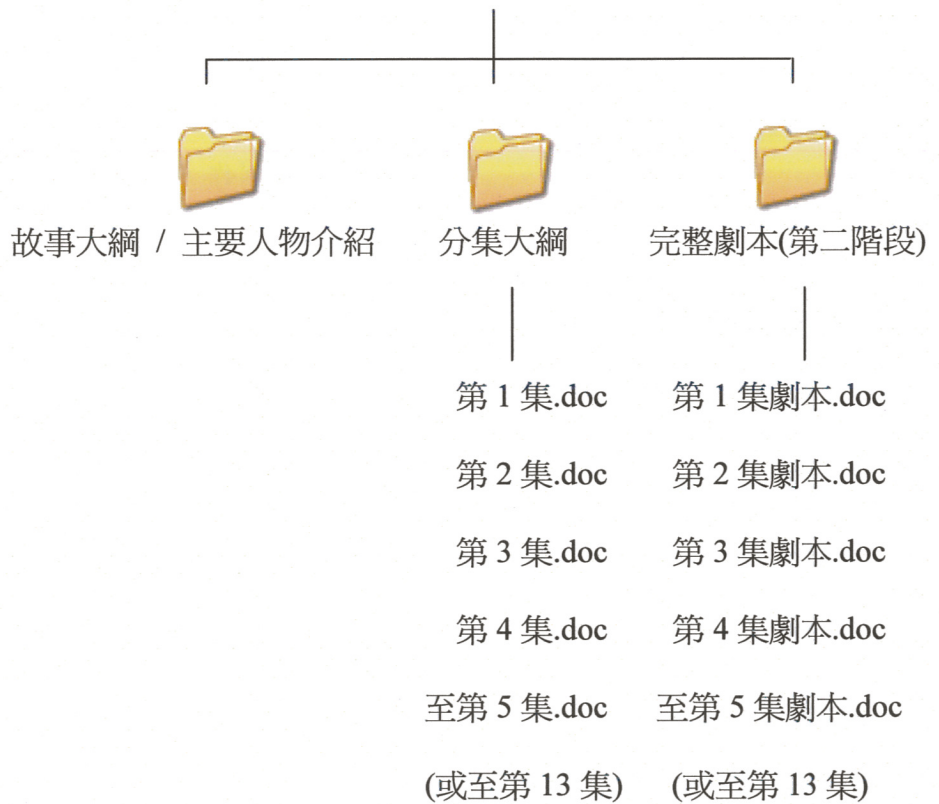 故事大綱 / 主要人物介紹
分集大綱
完整劇本(第二階段)
第 1 集.doc
第 1 集劇本.doc
第 2 集.doc
第 2 集劇本.doc
第 3 集.doc
第 3 集劇本.doc
第 4 集.doc
第 4 集劇本.doc
至第 5 集.doc
至第 5 集劇本.doc
(或至第 13 集)
(或至第 13 集)